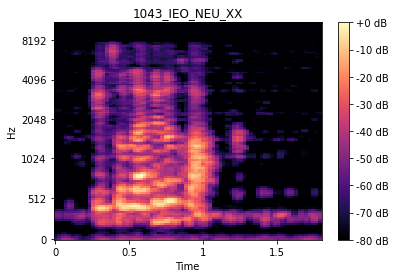 1043_IEO_NEU_XX
+0 dB
8192
-10 dB
4096
-20 dB
-30 dB
2048
Hz
-40 dB
1024
-50 dB
512
-60 dB
-70 dB
0
-80 dB
0
0.5
1
1.5
Time